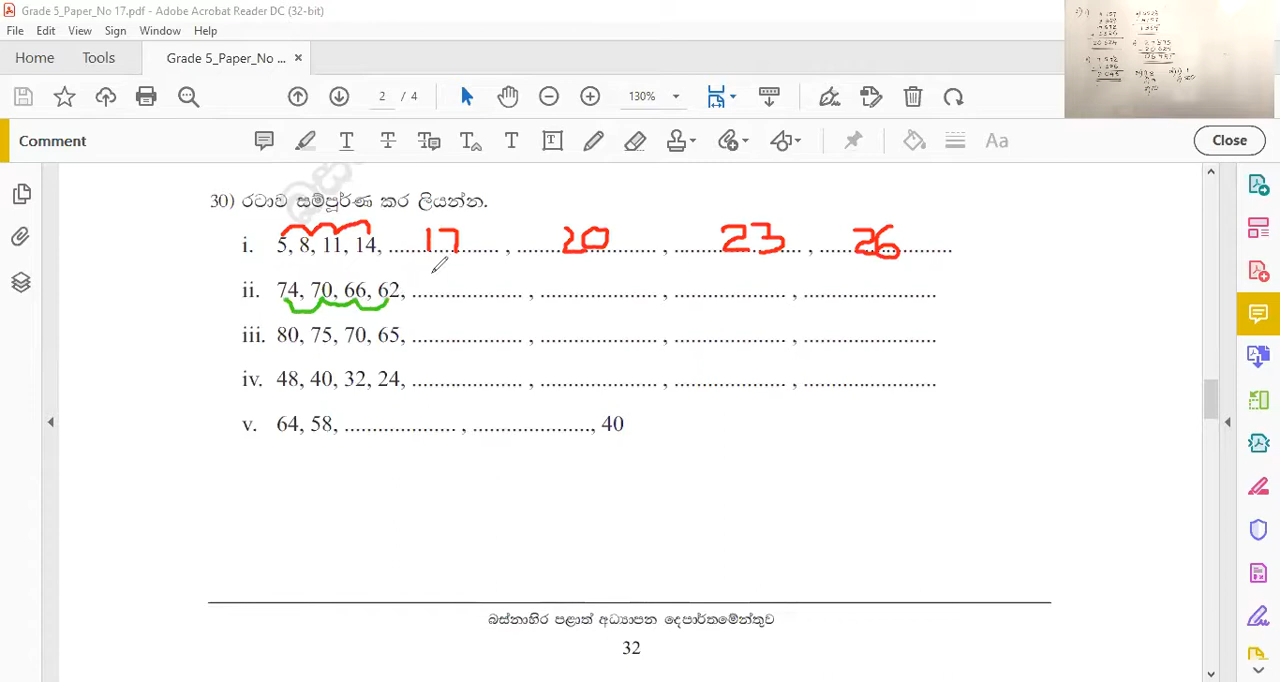 Grade 5_Paper_No 17.pdf - Adobe Acrobat Reader DC (32-bit)
File Edit View Sign Window Help
Home Tools Grade 5_Paper_No ... ×
2 / 4 130%
Comment Close
30) රටාව සම්පූර්ණ කර ලියන්න.
i. 5, 8, 11, 14, 17 , 20 , 23 , 26
ii. 74, 70, 66, 62, .................... , ...................... , ..................... , .........................
iii. 80, 75, 70, 65, .................... , ...................... , ..................... , .........................
iv. 48, 40, 32, 24, .................... , ...................... , ..................... , .........................
v. 64, 58, .................... , ......................, 40
බස්නාහිර පළාත් අධ්‍යාපන දෙපාර්තමේන්තුව
32